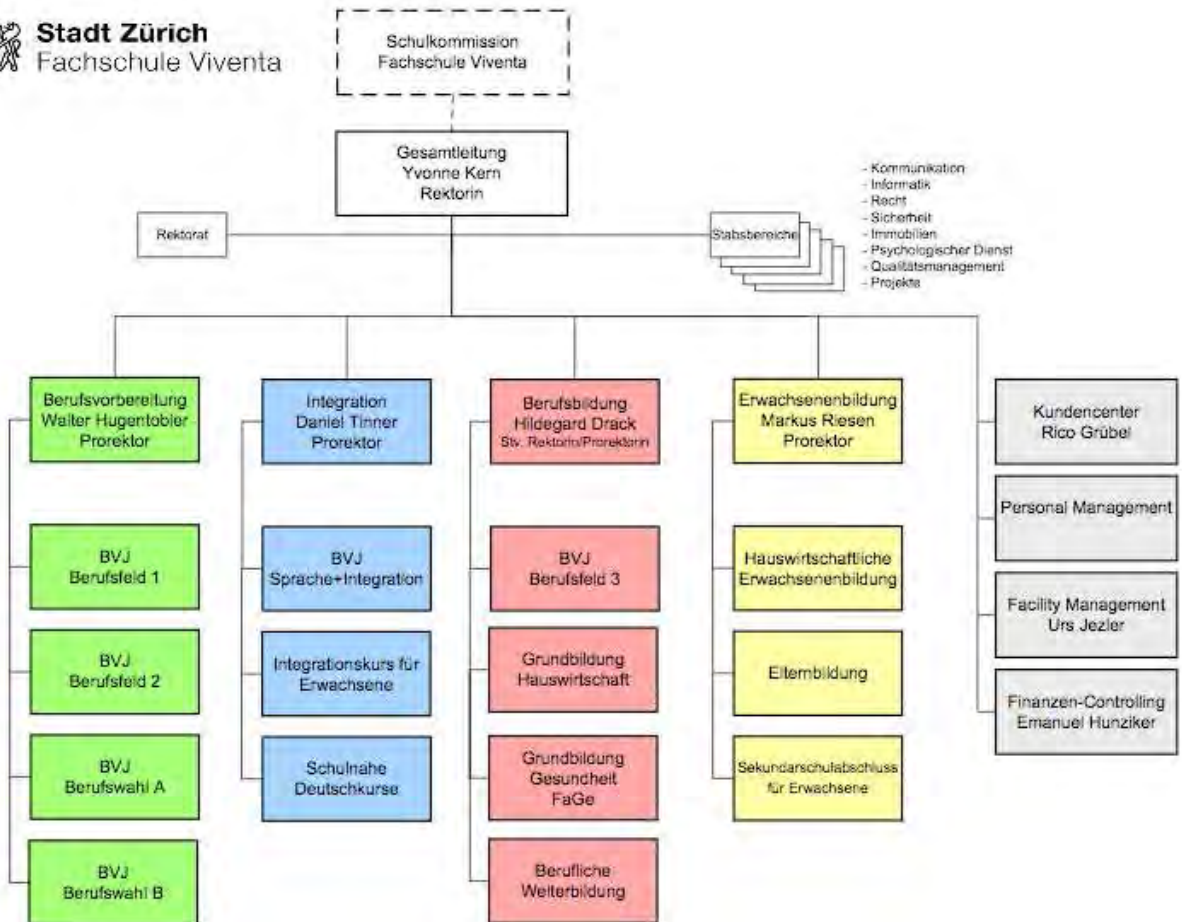 Stadt Zürich
Fachschule Viventa
Schulkommission
Fachschule Viventa
Gesamtleitung
Yvonne Kern
Rektorin
Rektorat
Stabsbereiche
- Kommunikation
- Informatik
- Recht
- Sicherheit
- Immobilien
- Psychologischer Dienst
- Qualitätsmanagement
- Projekte
Berufsvorbereitung
Walter Hugentobler
Prorektor
BVJ
Berufsfeld 1
BVJ
Berufsfeld 2
BVJ
Berufswahl A
BVJ
Berufswahl B
Integration
Daniel Tinner
Prorektor
BVJ
Sprache+Integration
Integrationskurs für
Erwachsene
Schulnahe
Deutschkurse
Berufsbildung
Hildegard Drack
Stv. Rektorin/Prorektorin
BVJ
Berufsfeld 3
Grundbildung
Hauswirtschaft
Grundbildung
Gesundheit
FaGe
Berufliche
Weiterbildung
Erwachsenenbildung
Markus Riesen
Prorektor
Hauswirtschaftliche
Erwachsenenbildung
Elternbildung
Sekundarschulabschluss
für Erwachsene
Kundencenter
Rico Grübel
Personal Management
Facility Management
Urs Jezler
Finanzen-Controlling
Emanuel Hunziker